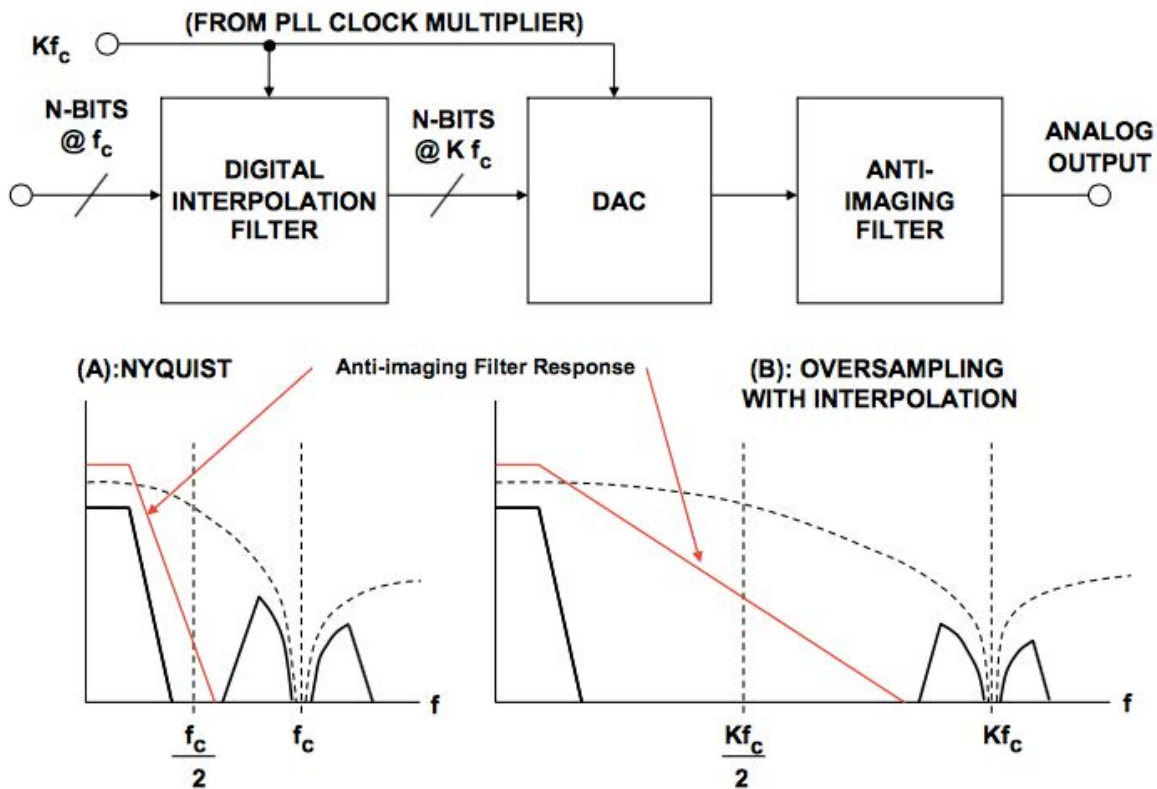 (FROM PLL CLOCK MULTIPLIER)
Kfc
N-BITS
@ fc
DIGITAL
INTERPOLATION
FILTER
N-BITS
@ K fc
DAC
ANTI-
IMAGING
FILTER
ANALOG
OUTPUT
(A):NYQUIST
Anti-imaging Filter Response
(B): OVERSAMPLING
WITH INTERPOLATION
fc
2
fc
f
Kfc
2
Kfc
f